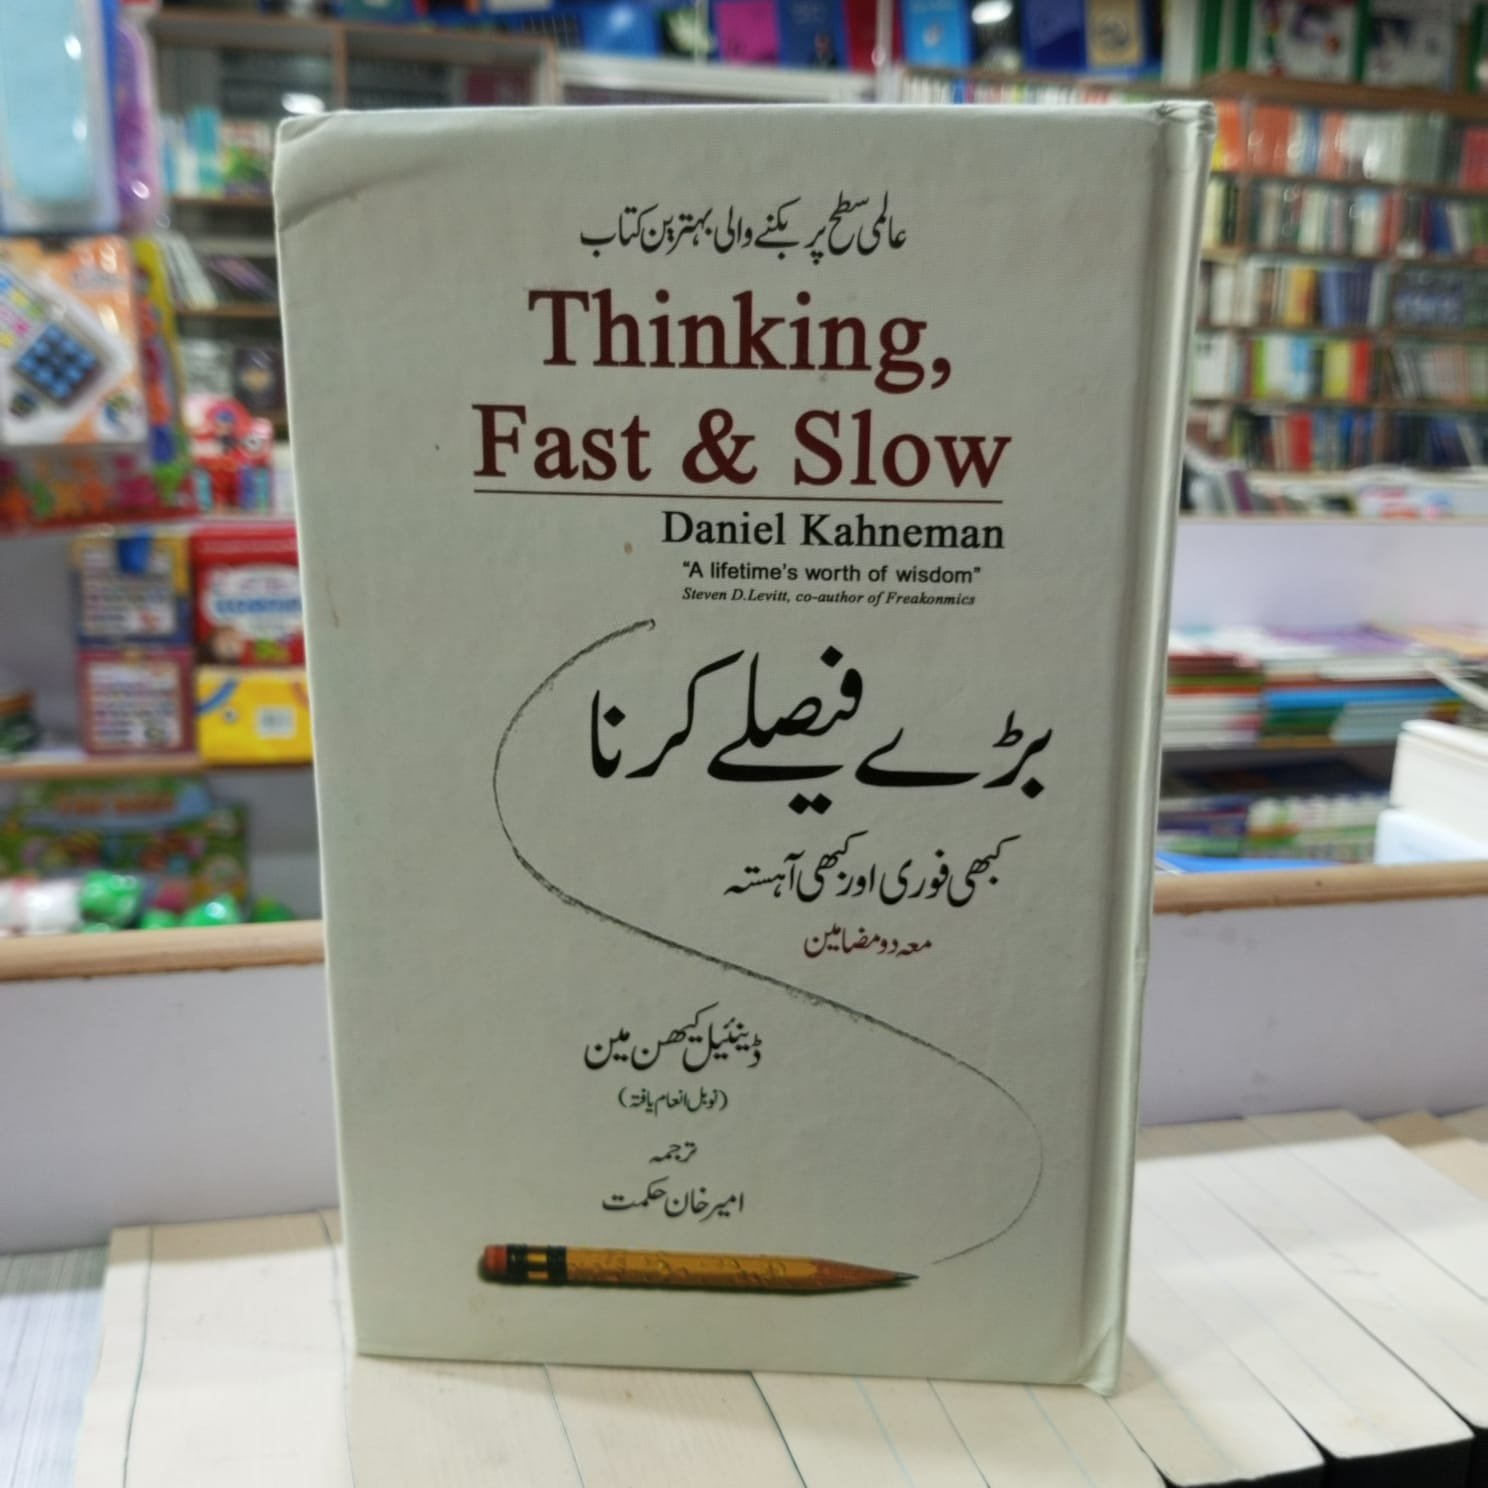 عالمی سطح پر بکنے والی بہترین کتاب
Thinking,
Fast & Slow
Daniel Kahneman
“A lifetime’s worth of wisdom”
Steven D.Levitt, co-author of Freakonmics
بڑے فیصلے کرنا
کبھی فوری اور کبھی آہستہ
معہ دو مضامین
ڈینئیل کیھن مین
(نوبل انعام یافتہ)
ترجمہ
امیر خان حکمت